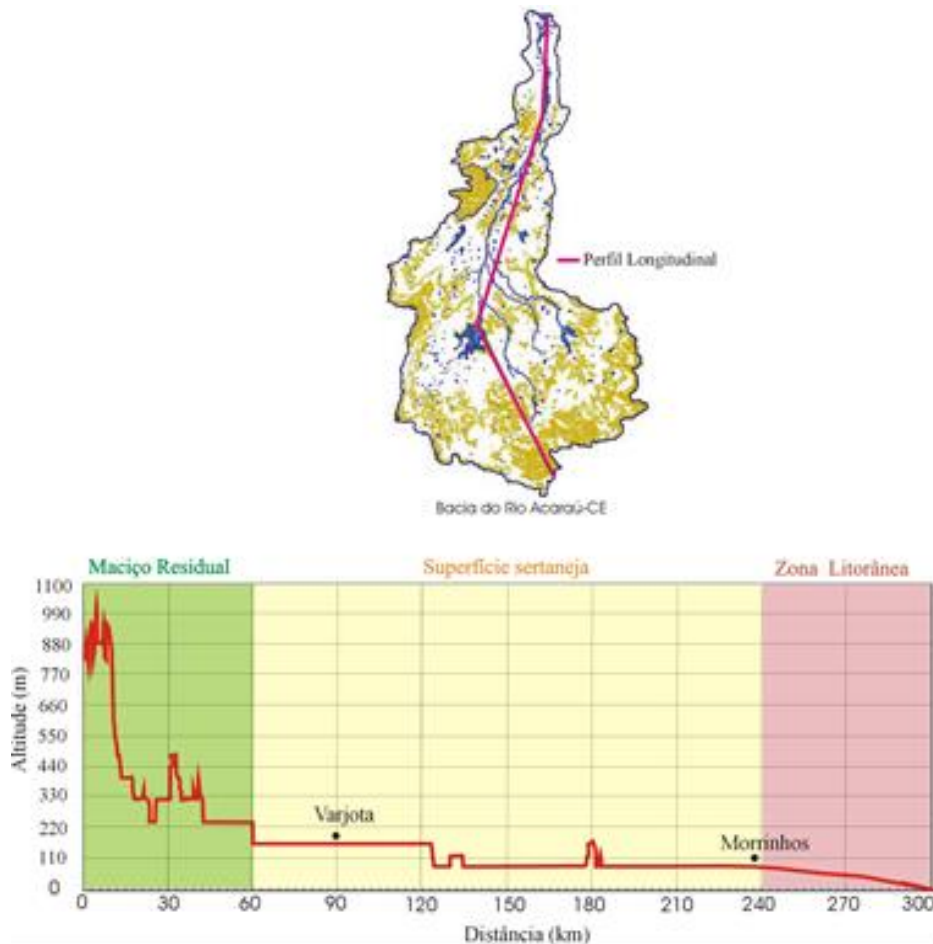 Perfil Longitudinal
Bacia do Rio Acaraú-CE
Maciço Residual Superfície sertaneja Zona Litorânea
1100
990
880
770
660
550
440
330
220
110
0
Altitude (m)
Varjota
Morrinhos
0 30 60 90 120 150 180 210 240 270 300
Distância (km)